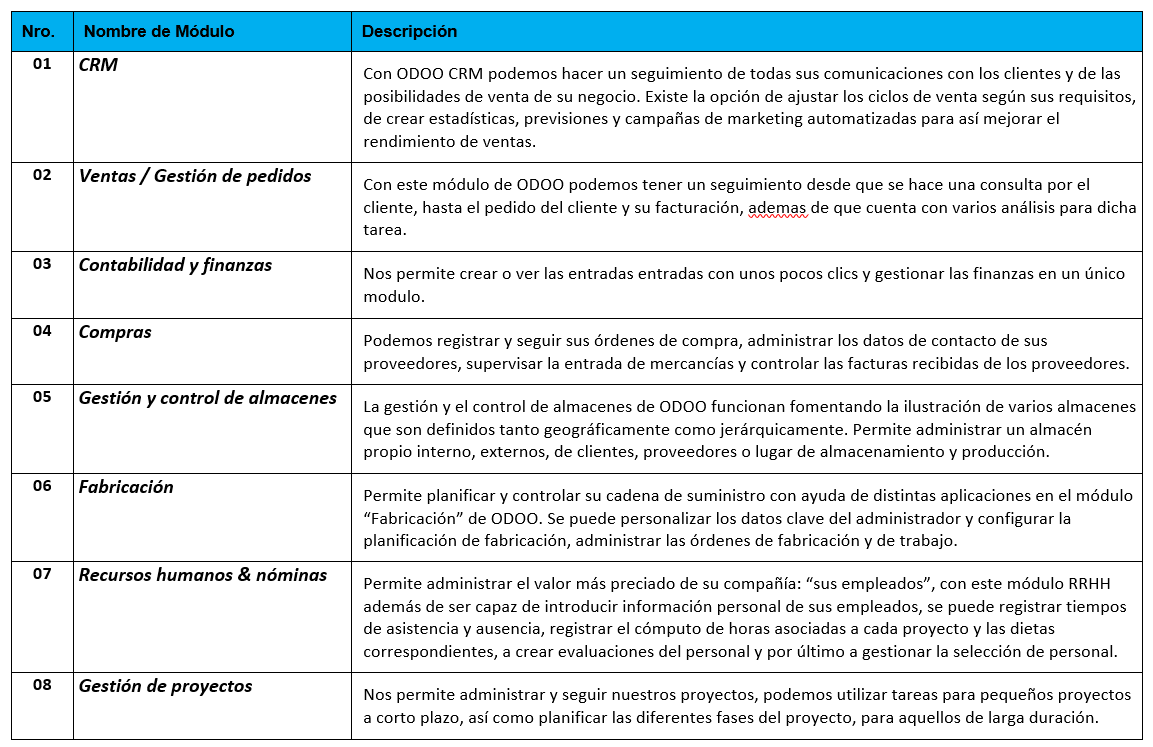 Nro. Nombre de Módulo Descripción
01 CRM
Con ODOO CRM podemos hacer un seguimiento de todas sus comunicaciones con los clientes y de las
posibilidades de venta de su negocio. Existe la opción de ajustar los ciclos de venta según sus requisitos,
de crear estadísticas, previsiones y campañas de marketing automatizadas para así mejorar el
rendimiento de ventas.
02 Ventas / Gestión de pedidos
Con este módulo de ODOO podemos tener un seguimiento desde que se hace una consulta por el
cliente, hasta el pedido del cliente y su facturación, ademas de que cuenta con varios análisis para dicha
tarea.
03 Contabilidad y finanzas
Nos permite crear o ver las entradas entradas con unos pocos clics y gestionar las finanzas en un único
modulo.
04 Compras
Podemos registrar y seguir sus órdenes de compra, administrar los datos de contacto de sus
proveedores, supervisar la entrada de mercancías y controlar las facturas recibidas de los proveedores.
05 Gestión y control de almacenes
La gestión y el control de almacenes de ODOO funcionan fomentando la ilustración de varios almacenes
que son definidos tanto geográficamente como jerárquicamente. Permite administrar un almacén
propio interno, externos, de clientes, proveedores o lugar de almacenamiento y producción.
06 Fabricación
Permite planificar y controlar su cadena de suministro con ayuda de distintas aplicaciones en el módulo
“Fabricación” de ODOO. Se puede personalizar los datos clave del administrador y configurar la
planificación de fabricación, administrar las órdenes de fabricación y de trabajo.
07 Recursos humanos & nóminas
Permite administrar el valor más preciado de su compañía: “sus empleados”, con este módulo RRHH
además de ser capaz de introducir información personal de sus empleados, se puede registrar tiempos
de asistencia y ausencia, registrar el cómputo de horas asociadas a cada proyecto y las dietas
correspondientes, a crear evaluaciones del personal y por último a gestionar la selección de personal.
08 Gestión de proyectos
Nos permite administrar y seguir nuestros proyectos, podemos utilizar tareas para pequeños proyectos
a corto plazo, así como planificar las diferentes fases del proyecto, para aquellos de larga duración.